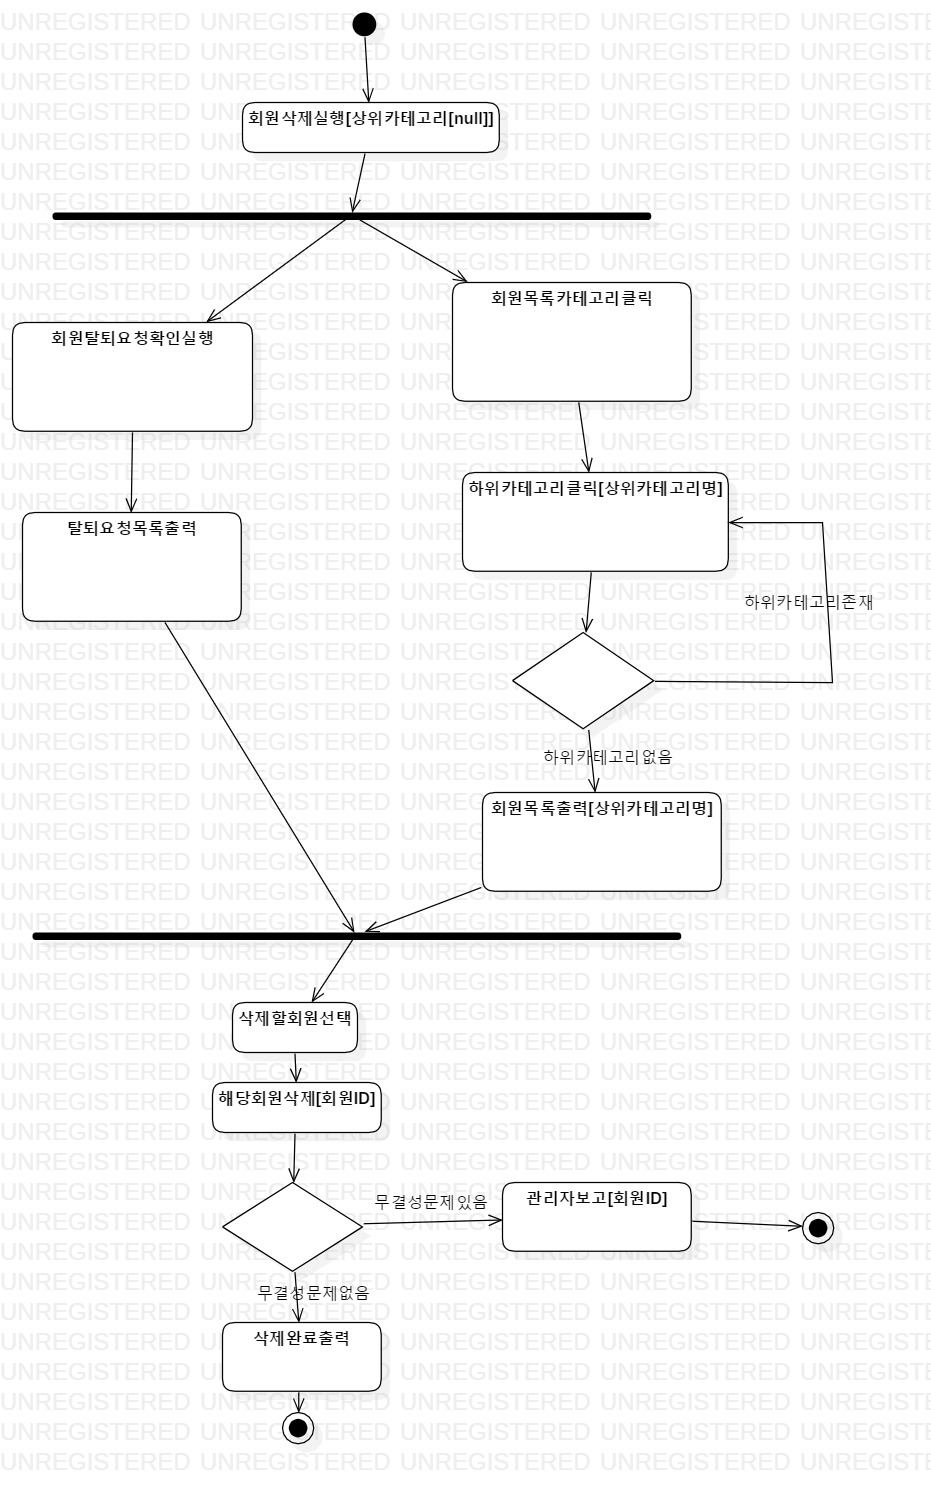 회원삭제실행[상위카테고리[null]]
회원목록카테고리클릭
회원탈퇴요청확인실행
하위카테고리클릭[상위카테고리명]
탈퇴요청목록출력
하위카테고리존재
하위카테고리없음
회원목록출력[상위카테고리명]
삭제할회원선택
해당회원삭제[회원ID]
무결성문제있음
관리자보고[회원ID]
무결성문제없음
삭제완료출력
UNREGISTERED